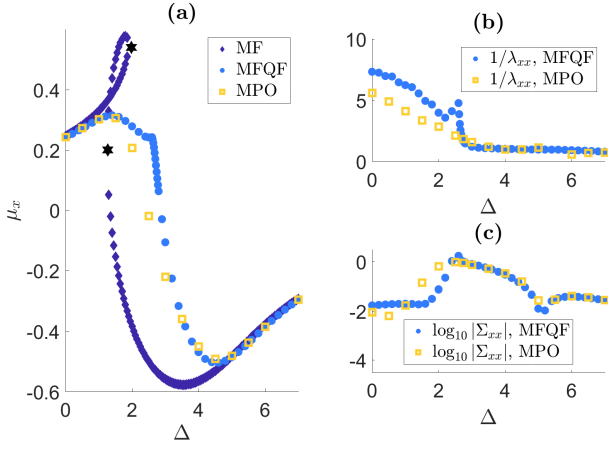 (a)
MF
MFQF
MPO
0.4
0.2
0
-0.2
-0.4
-0.6
μ_x
0 2 4 6
Δ
(b)
1/λ_xx, MFQF
1/λ_xx, MPO
10
5
0
0 2 4 6
Δ
(c)
0
-2
-4
log₁₀ |Σ_xx|, MFQF
log₁₀ |Σ_xx|, MPO
0 2 4 6
Δ